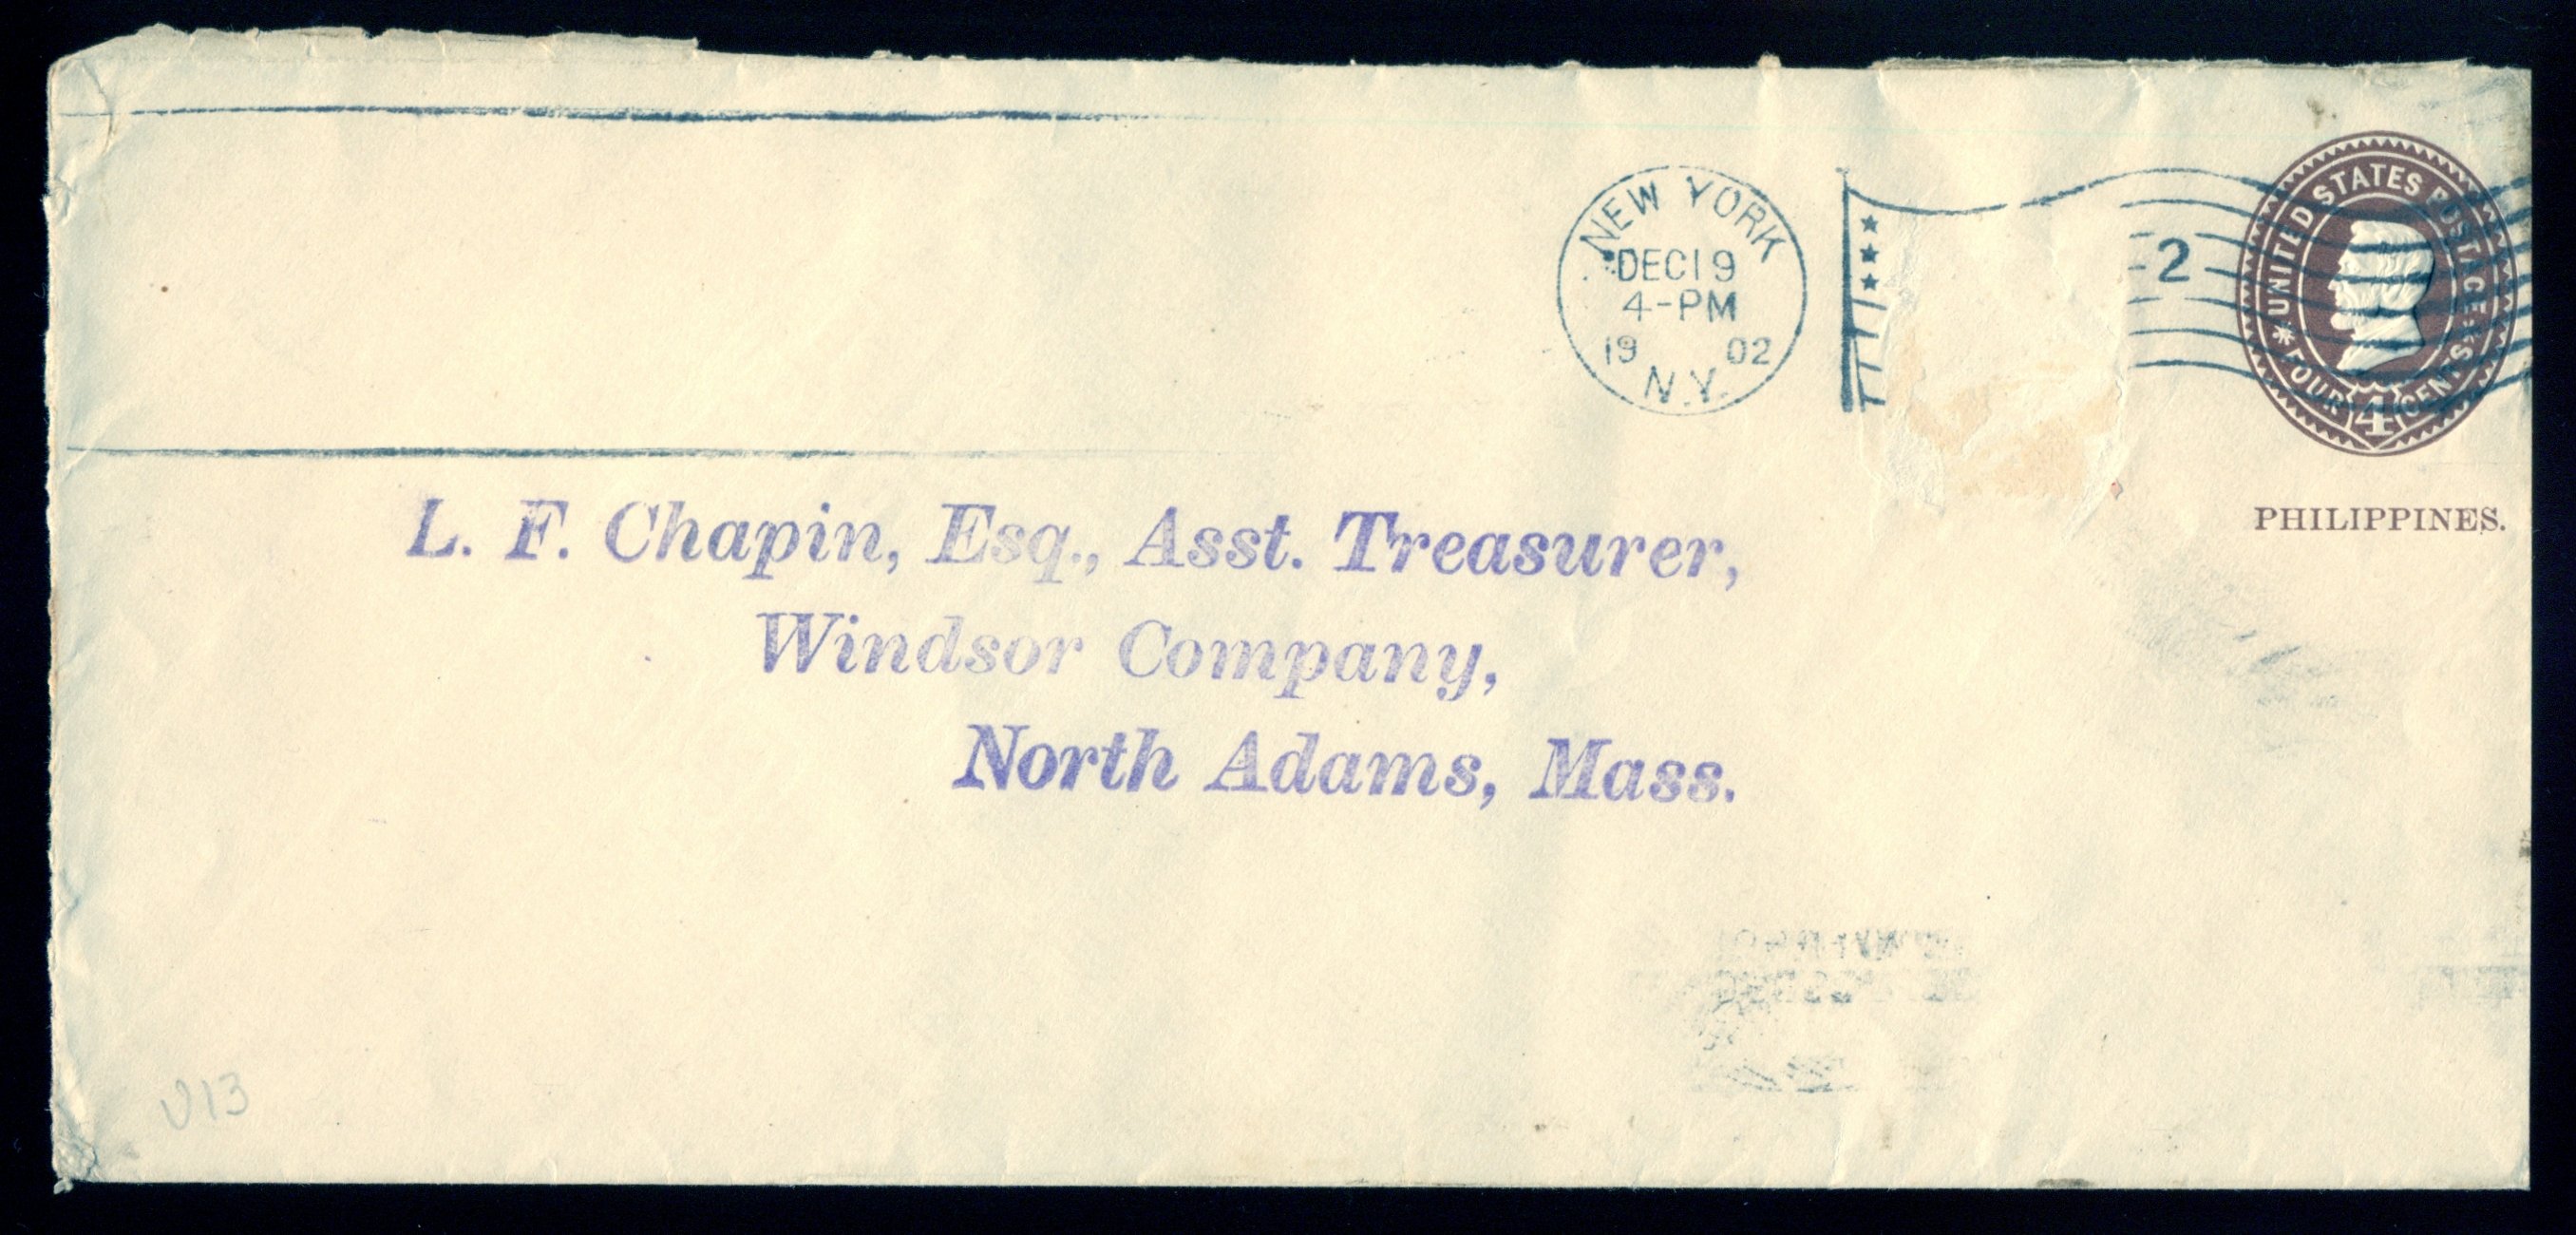 NEW YORK
DEC 19
4-PM
19 02
N.Y.
2
UNITED STATES POSTAGE
FOUR 4 CENTS
PHILIPPINES.
L. F. Chapin, Esq., Asst. Treasurer,
Windsor Company,
North Adams, Mass.
U13